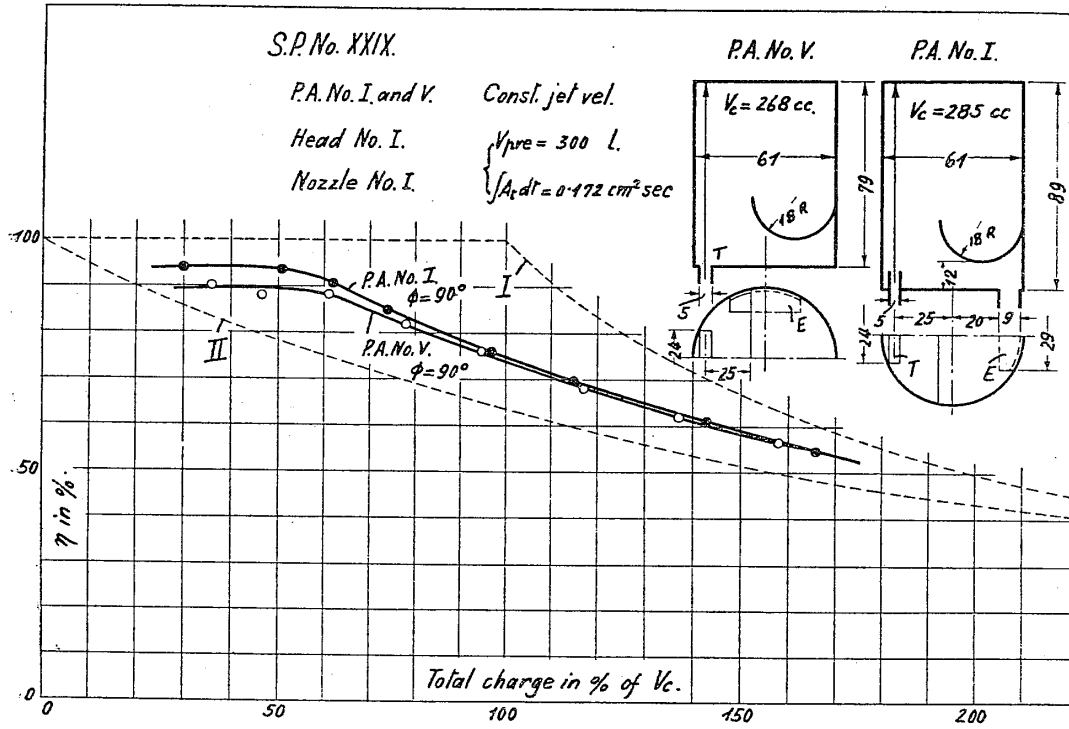 S.P. No. XXIX.
P.A. No. I. and V.
Const. jet vel.
Head No. I.
Vpre = 300 l.
Nozzle No. I.
∫Aₜ dt = 0·172 cm² sec
P.A. No. V.
P.A. No. I.
Vc = 268 cc.
Vc = 285 cc
61
61
79
89
18 R
18 R
12
T
5
5
25
20
9
24
25
E
24
T
E
29
100
50
0
η in %.
P.A. No. I.
ϕ = 90°
P.A. No. V.
ϕ = 90°
I
II
Total charge in % of Vc.
0
50
100
150
200